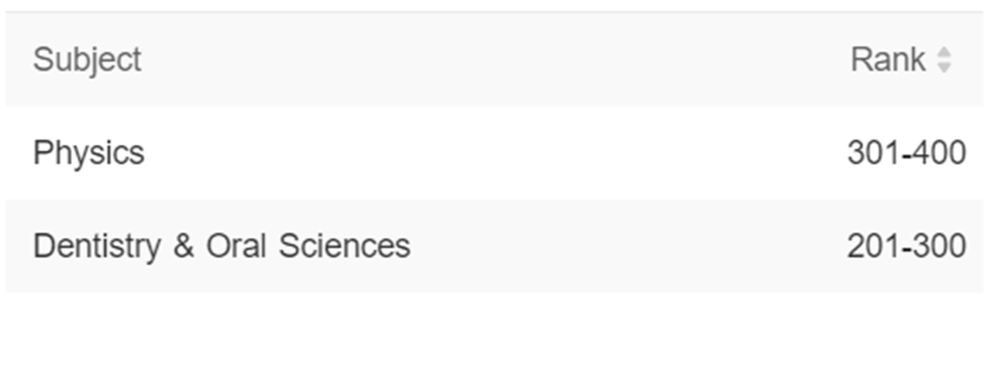 Subject Rank
Physics 301-400
Dentistry & Oral Sciences 201-300